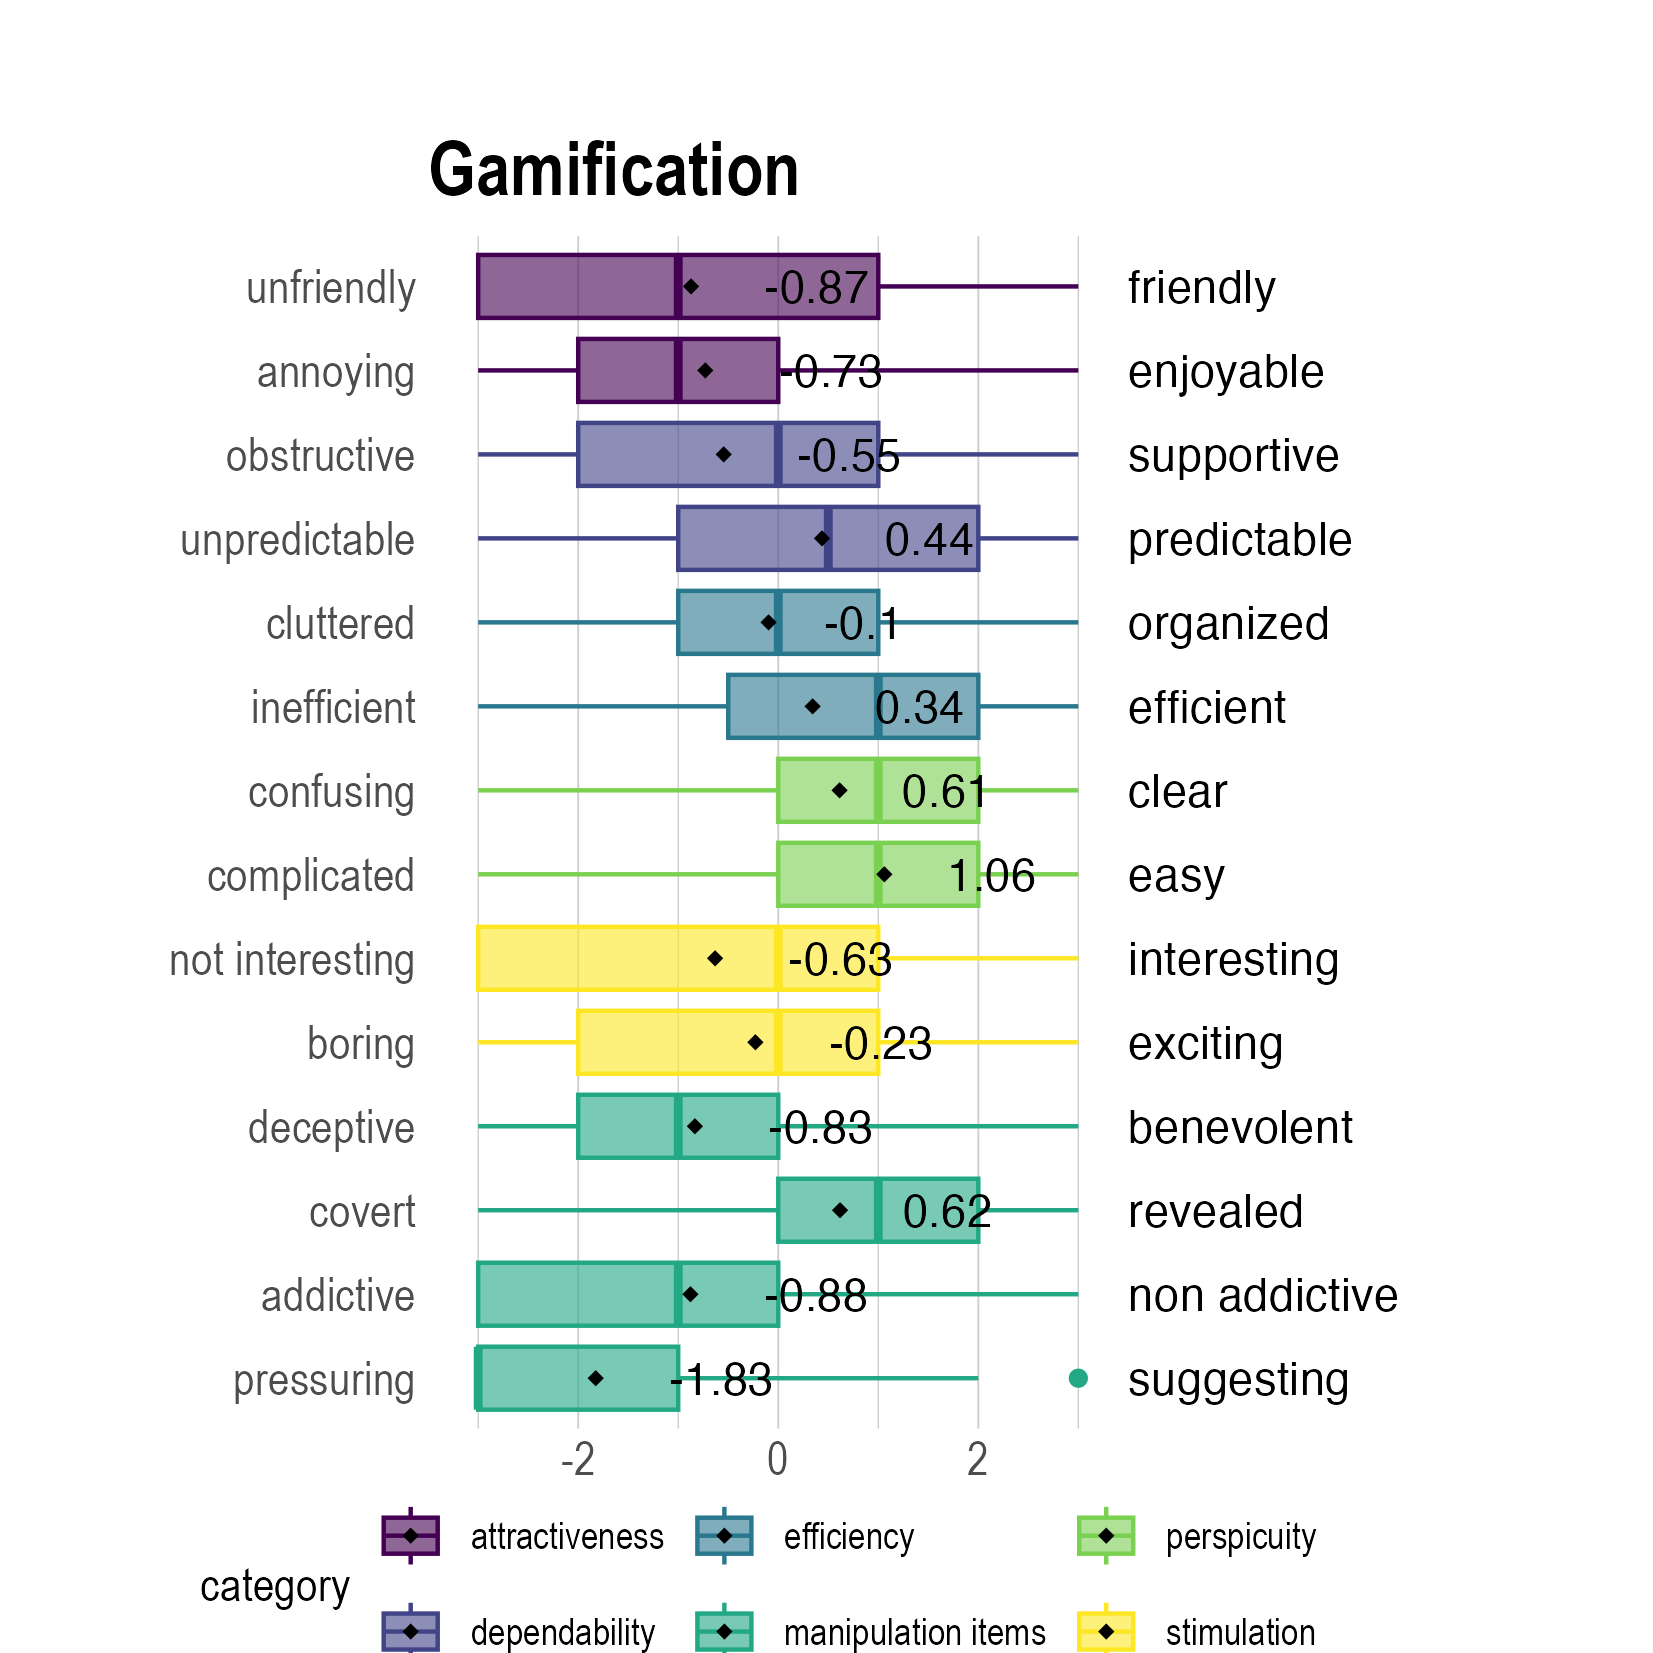 Gamification
unfriendly -0.87 friendly
annoying -0.73 enjoyable
obstructive -0.55 supportive
unpredictable 0.44 predictable
cluttered -0.1 organized
inefficient 0.34 efficient
confusing 0.61 clear
complicated 1.06 easy
not interesting -0.63 interesting
boring -0.23 exciting
deceptive -0.83 benevolent
covert 0.62 revealed
addictive -0.88 non addictive
pressuring -1.83 suggesting
-2 0 2
category
attractiveness efficiency perspicuity
dependability manipulation items stimulation